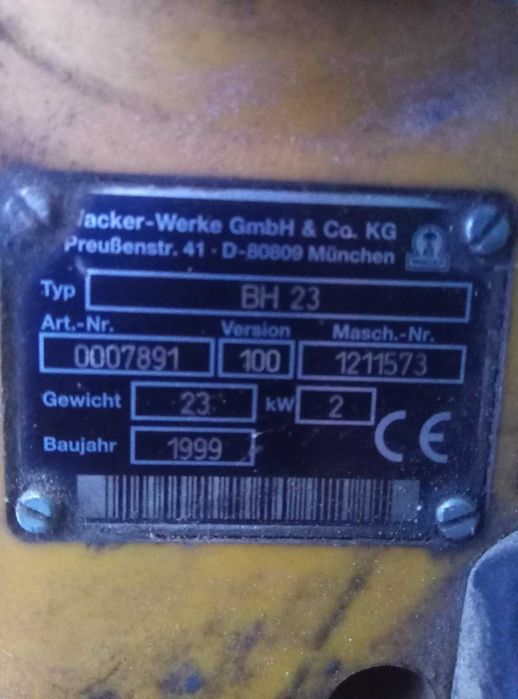 Wacker-Werke GmbH & Co. KG
Preußenstr. 41 · D-80809 München
Typ BH 23
Art.-Nr. Version Masch.-Nr.
0007891 100 1211573
Gewicht 23 kW 2
Baujahr 1999 CE